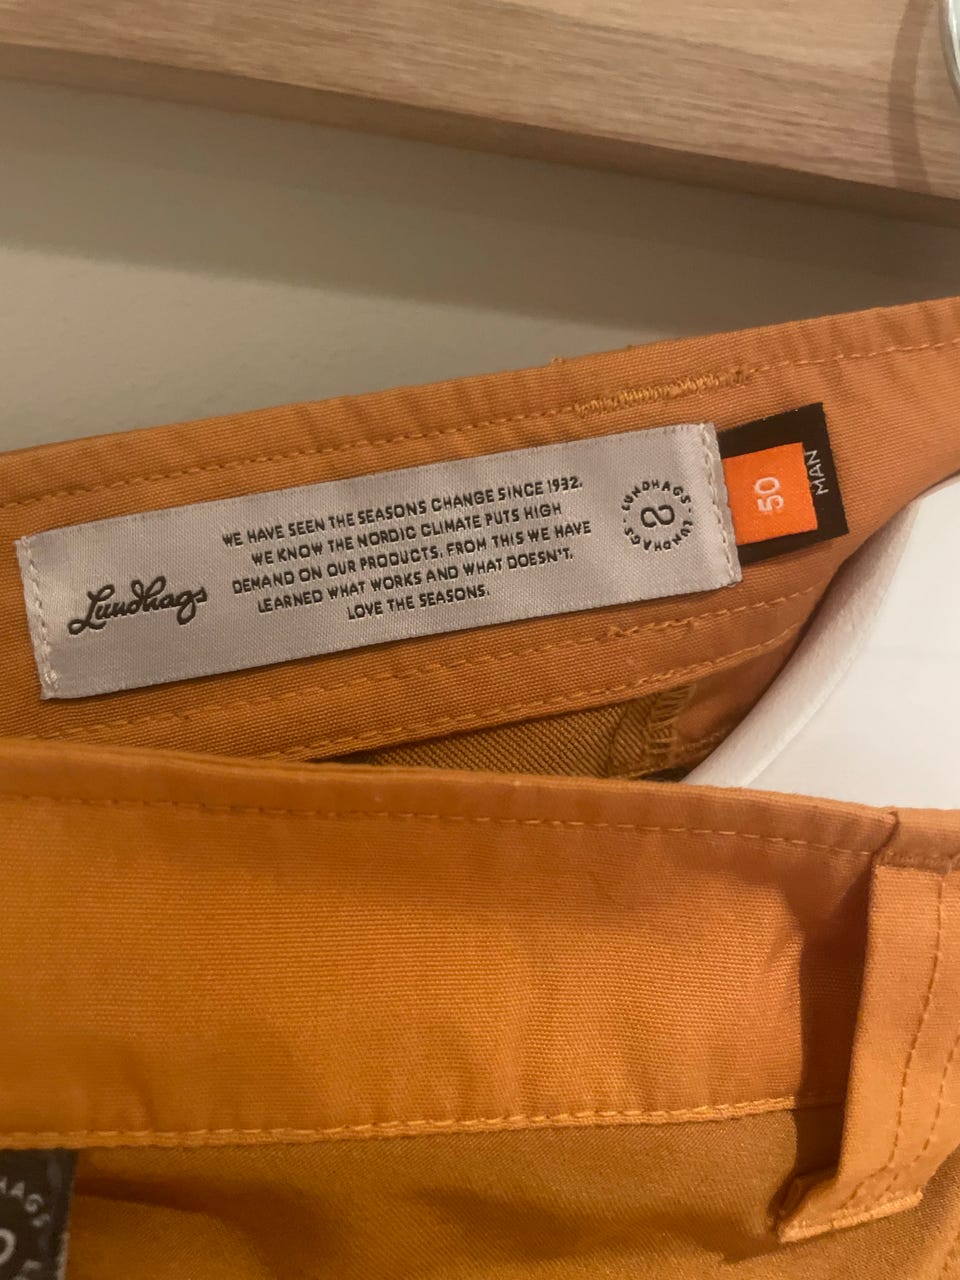 Lundhags
WE HAVE SEEN THE SEASONS CHANGE SINCE 1932.
WE KNOW THE NORDIC CLIMATE PUTS HIGH
DEMAND ON OUR PRODUCTS. FROM THIS WE HAVE
LEARNED WHAT WORKS AND WHAT DOESN'T.
LOVE THE SEASONS.
LUNDHAGS · LUNDHAGS ·
50
MAN